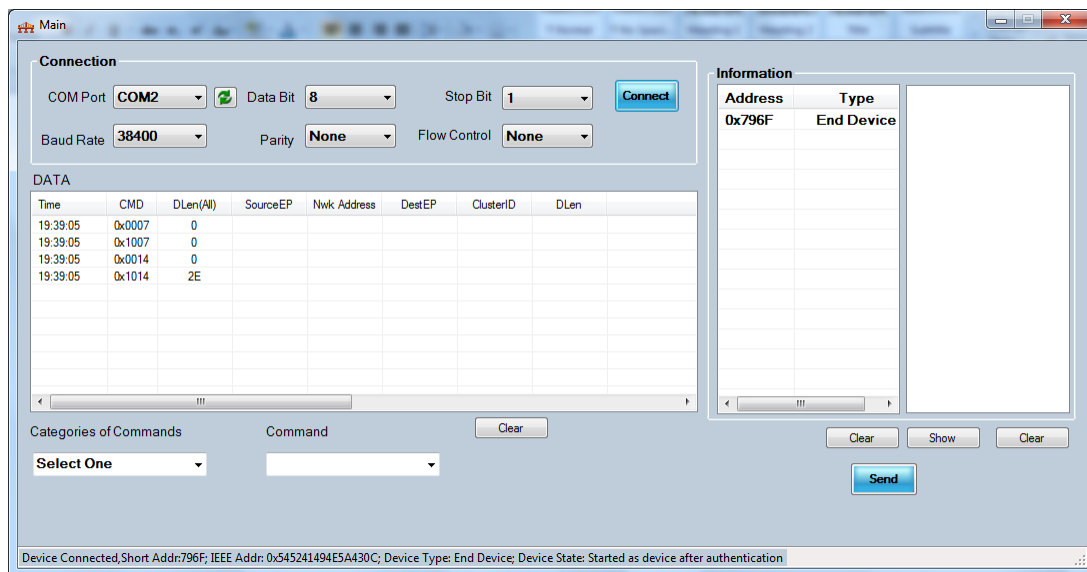 Main
Connection
COM Port COM2 Data Bit 8 Stop Bit 1 Connect
Baud Rate 38400 Parity None Flow Control None
DATA
Time CMD DLen(All) SourceEP Nwk Address DestEP ClusterID DLen
19:39:05 0x0007 0
19:39:05 0x1007 0
19:39:05 0x0014 0
19:39:05 0x1014 2E
Clear
Categories of Commands Command
Select One
Information
Address Type
0x796F End Device
Clear Show Clear
Send
Device Connected,Short Addr:796F; IEEE Addr: 0x545241494E5A430C; Device Type: End Device; Device State: Started as device after authentication